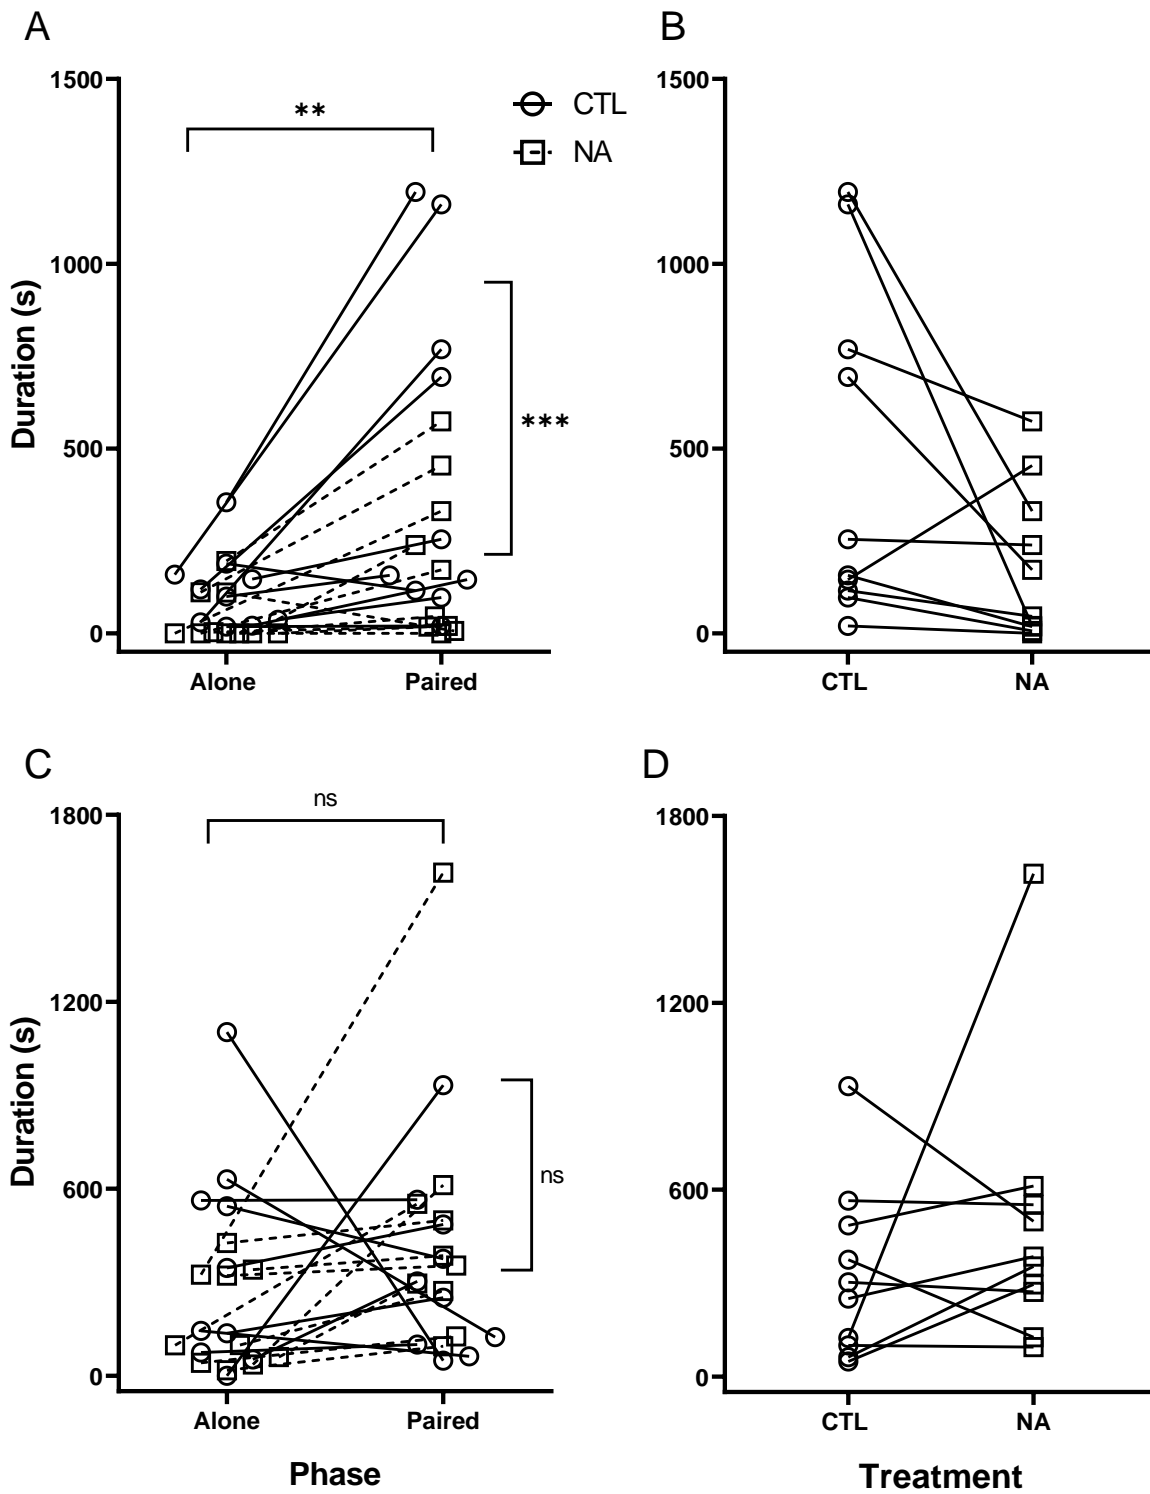 A
B
1500
1000
500
0
Duration (s)
**
***
CTL
NA
Alone
Paired
1500
1000
500
0
CTL
NA
C
D
1800
1200
600
0
Duration (s)
ns
ns
Alone
Paired
Phase
1800
1200
600
0
CTL
NA
Treatment